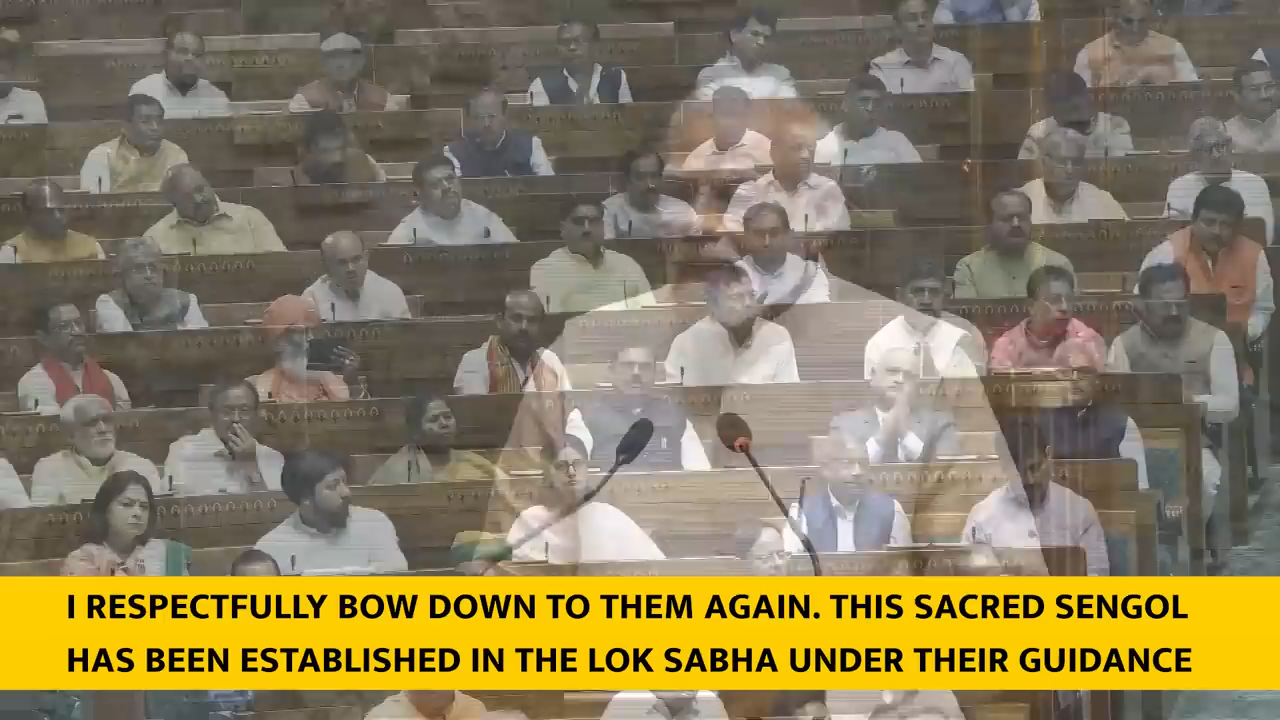 I RESPECTFULLY BOW DOWN TO THEM AGAIN. THIS SACRED SENGOL
HAS BEEN ESTABLISHED IN THE LOK SABHA UNDER THEIR GUIDANCE